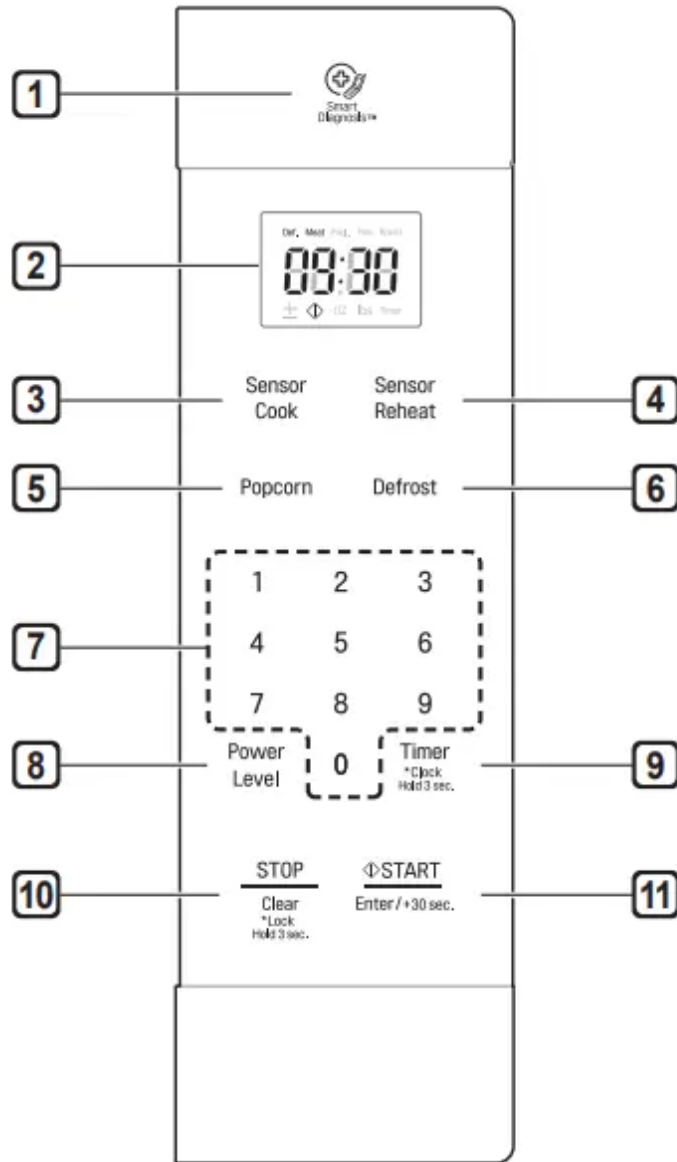 1
Smart
Diagnosis™
Def. Meat
2
09:30
lbs Timer
3
Sensor
Cook
Sensor
Reheat
4
5
Popcorn
Defrost
6
1 2 3
7
4 5 6
7 8 9
8
Power
Level
0
Timer
*Clock
Hold 3 sec.
9
10
STOP
Clear
*Lock
Hold 3 sec.
START
Enter/+30 sec.
11